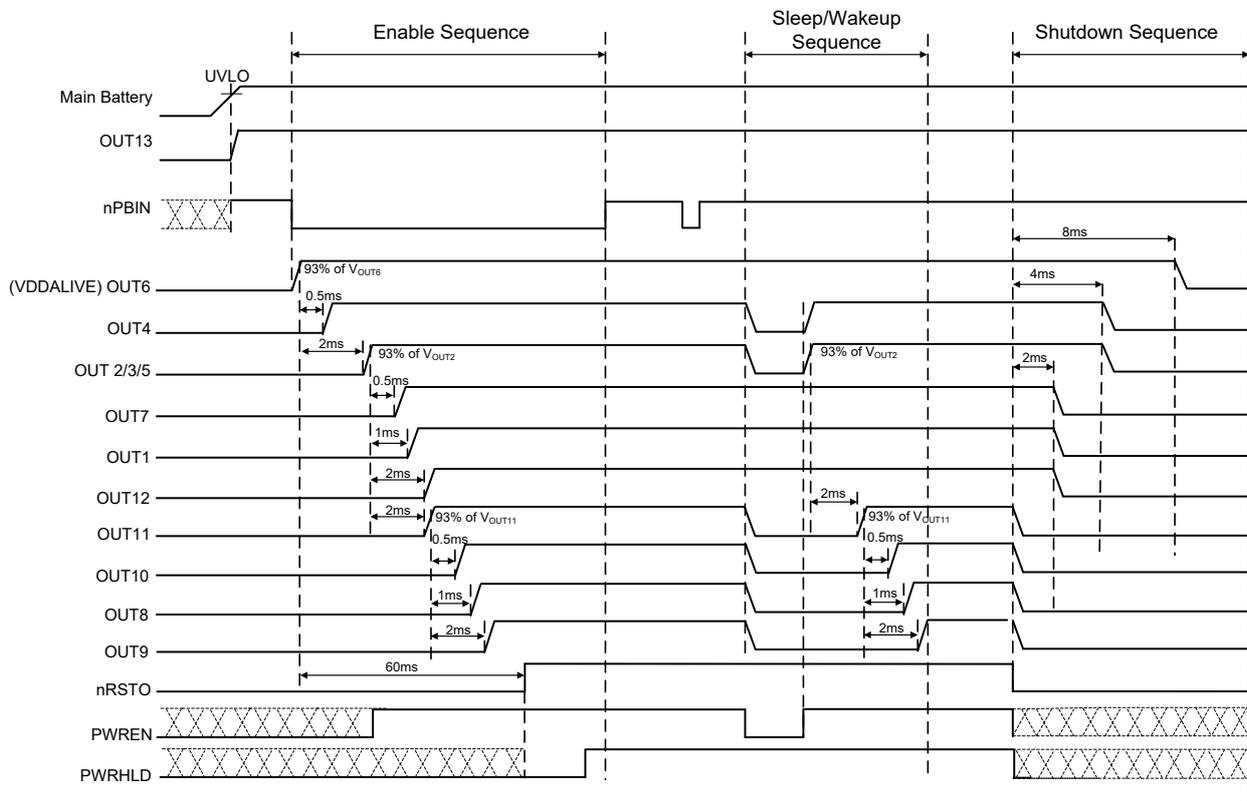 Enable Sequence
Sleep/Wakeup
Sequence
Shutdown Sequence
UVLO
Main Battery
OUT13
nPBIN
8ms
93% of VOUT6
(VDDALIVE) OUT6
0.5ms
4ms
OUT4
2ms
93% of VOUT2
93% of VOUT2
OUT 2/3/5
2ms
0.5ms
OUT7
1ms
OUT1
2ms
OUT12
2ms
2ms
93% of VOUT11
93% of VOUT11
OUT11
0.5ms
0.5ms
OUT10
1ms
1ms
OUT8
2ms
2ms
OUT9
60ms
nRSTO
PWREN
PWRHLD